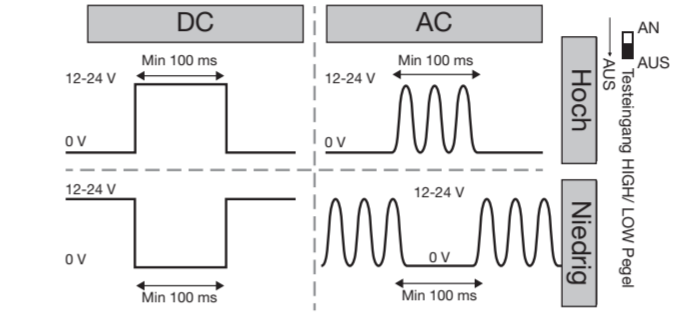 DC
AC
Min 100 ms
12-24 V
0 V
Min 100 ms
12-24 V
0 V
Hoch
12-24 V
0 V
Min 100 ms
12-24 V
0 V
Min 100 ms
Niedrig
AN
AUS
AUS
Testeingang HIGH/ LOW Pegel